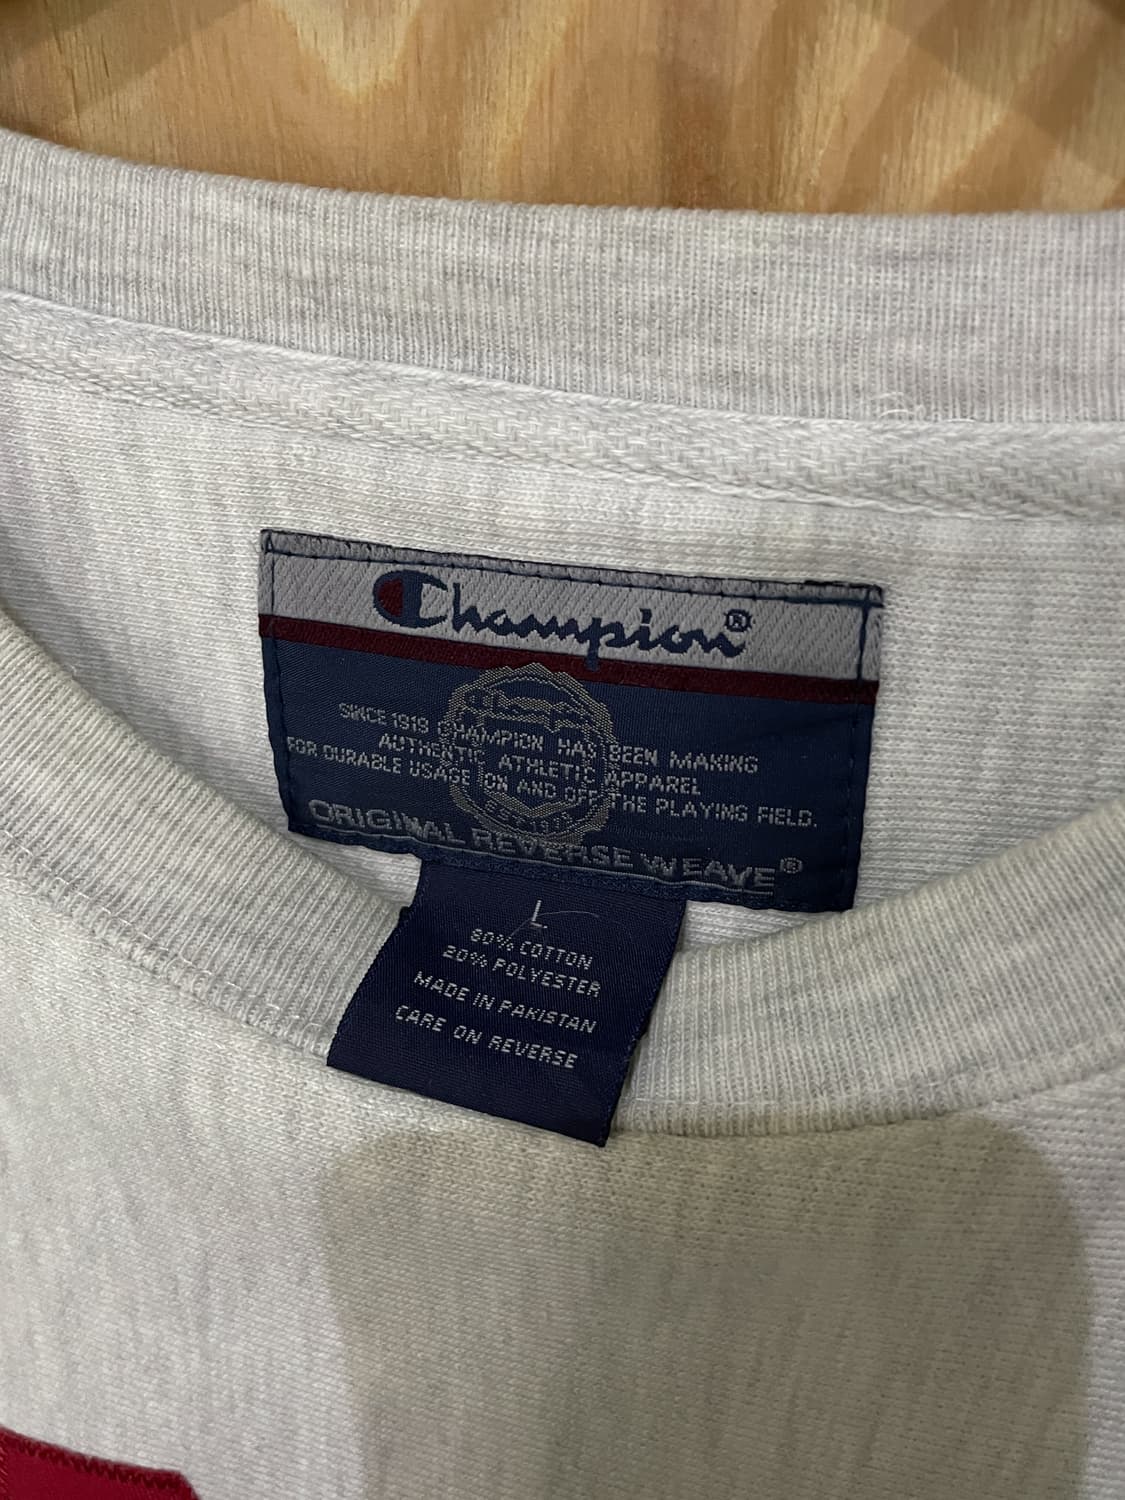 Champion®
SINCE 1919 CHAMPION HAS BEEN MAKING
AUTHENTIC ATHLETIC APPAREL
FOR DURABLE USAGE ON AND OFF THE PLAYING FIELD.
ORIGINAL REVERSE WEAVE®
L
80% COTTON
20% POLYESTER
MADE IN PAKISTAN
CARE ON REVERSE